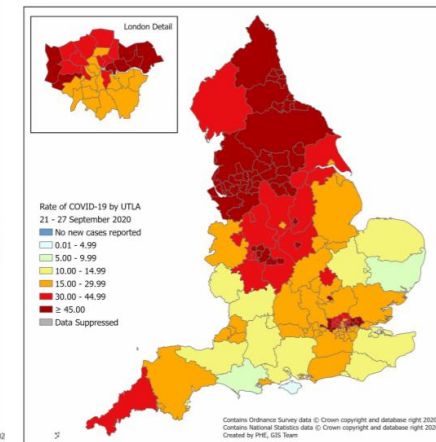 London Detail
Rate of COVID-19 by UTLA
21 - 27 September 2020
No new cases reported
0.01 - 4.99
5.00 - 9.99
10.00 - 14.99
15.00 - 29.99
30.00 - 44.99
≥ 45.00
Data Suppressed
Contains Ordnance Survey data © Crown copyright and database right 2020
Contains National Statistics data © Crown copyright and database right 2020
Created by PHE, GIS Team